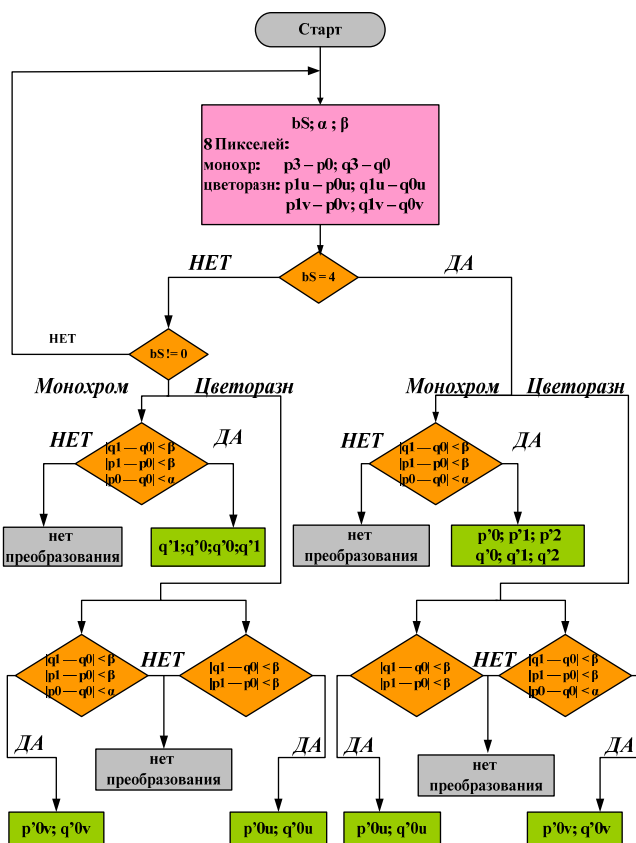 Старт
bS; α ; β
8 Пикселей:
монохр: p3 – p0; q3 – q0
цветоразн: p1u – p0u; q1u – q0u
p1v – p0v; q1v – q0v
НЕТ
ДА
bS = 4
НЕТ
bS != 0
Монохром
Цветоразн
Монохром
Цветоразн
НЕТ
|q1 — q0| < β
|p1 — p0| < β
|p0 — q0| < α
ДА
НЕТ
|q1 — q0| < β
|p1 — p0| < β
|p0 — q0| < α
ДА
нет
преобразования
q'1;q'0;q'0;q'1
нет
преобразования
p'0; p'1; p'2
q'0; q'1; q'2
|q1 — q0| < β
|p1 — p0| < β
|p0 — q0| < α
НЕТ
|q1 — q0| < β
|p1 — p0| < β
|q1 — q0| < β
|p1 — p0| < β
НЕТ
|q1 — q0| < β
|p1 — p0| < β
|p0 — q0| < α
ДА
нет
преобразования
ДА
ДА
нет
преобразования
ДА
p'0v; q'0v
p'0u; q'0u
p'0u; q'0u
p'0v; q'0v